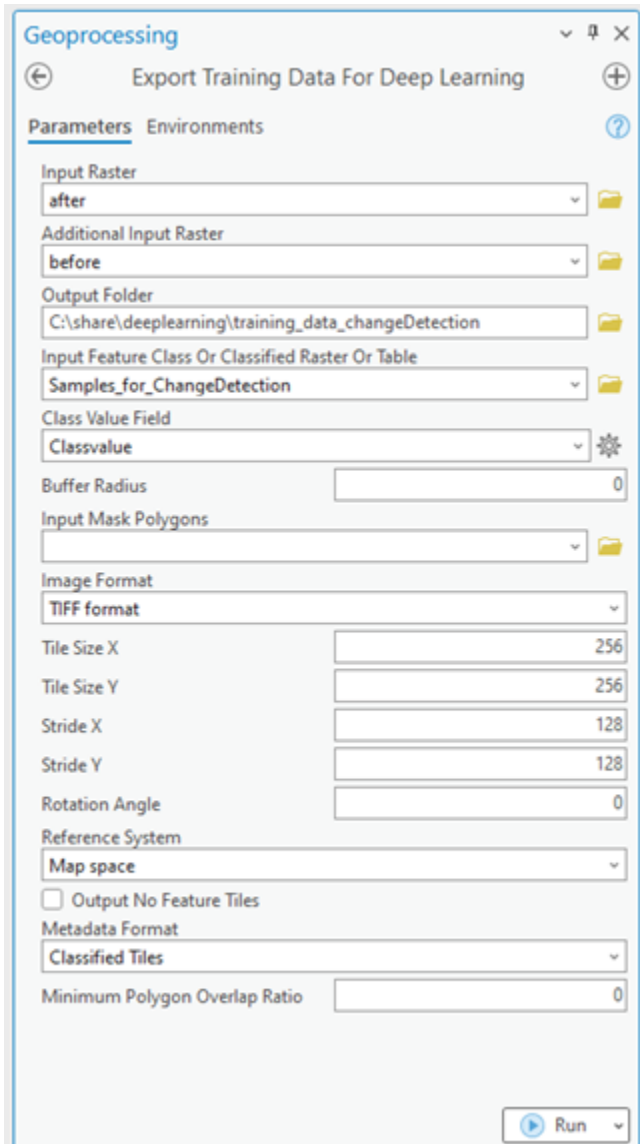 Geoprocessing
Export Training Data For Deep Learning
Parameters Environments
Input Raster
after
Additional Input Raster
before
Output Folder
C:\share\deeplearning\training_data_changeDetection
Input Feature Class Or Classified Raster Or Table
Samples_for_ChangeDetection
Class Value Field
Classvalue
Buffer Radius 0
Input Mask Polygons
Image Format
TIFF format
Tile Size X 256
Tile Size Y 256
Stride X 128
Stride Y 128
Rotation Angle 0
Reference System
Map space
Output No Feature Tiles
Metadata Format
Classified Tiles
Minimum Polygon Overlap Ratio 0
Run